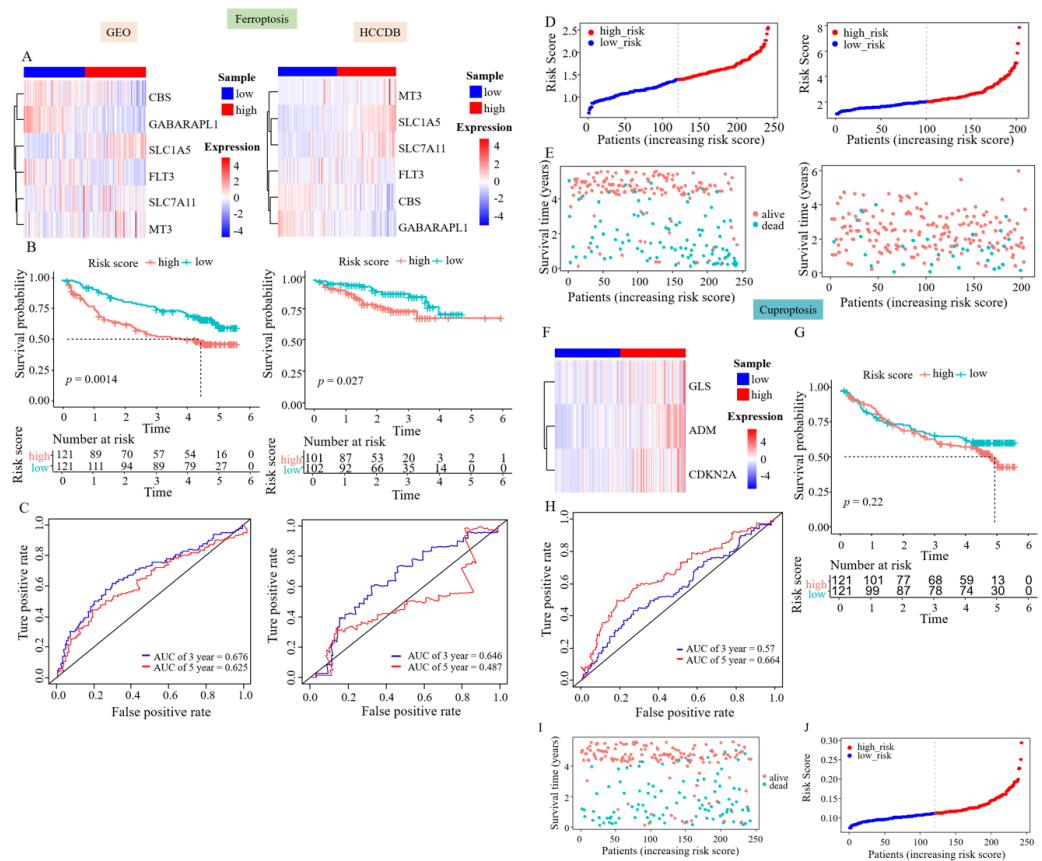 Ferroptosis
GEO
HCCDB
A
Sample
low
high
Expression
4
2
0
-2
-4
CBS
GABARAPL1
SLC1A5
FLT3
SLC7A11
MT3
Sample
low
high
Expression
4
2
0
-2
-4
MT3
SLC1A5
SLC7A11
FLT3
CBS
GABARAPL1
B
Risk score high low
Survival probability
1.00
0.75
0.50
0.25
0.00
p = 0.0014
0 1 2 3 4 5 6
Time
Number at risk
Risk score
high 121 89 70 57 54 16 0
low 121 111 94 89 79 27 0
0 1 2 3 4 5 6
Time
Risk score high low
Survival probability
1.00
0.75
0.50
0.25
0.00
p = 0.027
0 1 2 3 4 5 6
Time
Number at risk
Risk score
high 101 87 53 20 3 2 1
low 102 92 66 35 14 0 0
0 1 2 3 4 5 6
Time
C
Ture positive rate
1.0
0.8
0.6
0.4
0.2
0.0
AUC of 3 year = 0.676
AUC of 5 year = 0.625
0.0 0.2 0.4 0.6 0.8 1.0
False positive rate
Ture positive rate
1.0
0.8
0.6
0.4
0.2
0.0
AUC of 3 year = 0.646
AUC of 5 year = 0.487
0.0 0.2 0.4 0.6 0.8 1.0
False positive rate
D
Risk Score
2.5
2.0
1.5
1.0
high_risk
low_risk
0 50 100 150 200 250
Patients (increasing risk score)
Risk Score
8
6
4
2
high_risk
low_risk
0 50 100 150 200
Patients (increasing risk score)
E
Survival time (years)
5
4
3
2
1
0
alive
dead
0 50 100 150 200 250
Patients (increasing risk score)
Survival time (years)
6
4
2
0
0 50 100 150 200
Patients (increasing risk score)
Cuproptosis
F
Sample
low
high
Expression
4
0
-4
GLS
ADM
CDKN2A
G
Risk score high low
Survival probability
1.00
0.75
0.50
0.25
0.00
p = 0.22
0 1 2 3 4 5 6
Time
Number at risk
Risk score
high 121 101 77 68 59 13 0
low 121 99 87 78 74 30 0
0 1 2 3 4 5 6
Time
H
Ture positive rate
1.0
0.8
0.6
0.4
0.2
0.0
AUC of 3 year = 0.57
AUC of 5 year = 0.664
0.0 0.2 0.4 0.6 0.8 1.0
False positive rate
I
Survival time (years)
4
2
0
alive
dead
0 50 100 150 200 250
Patients (increasing risk score)
J
Risk Score
0.30
0.25
0.20
0.15
0.10
high_risk
low_risk
0 50 100 150 200 250
Patients (increasing risk score)